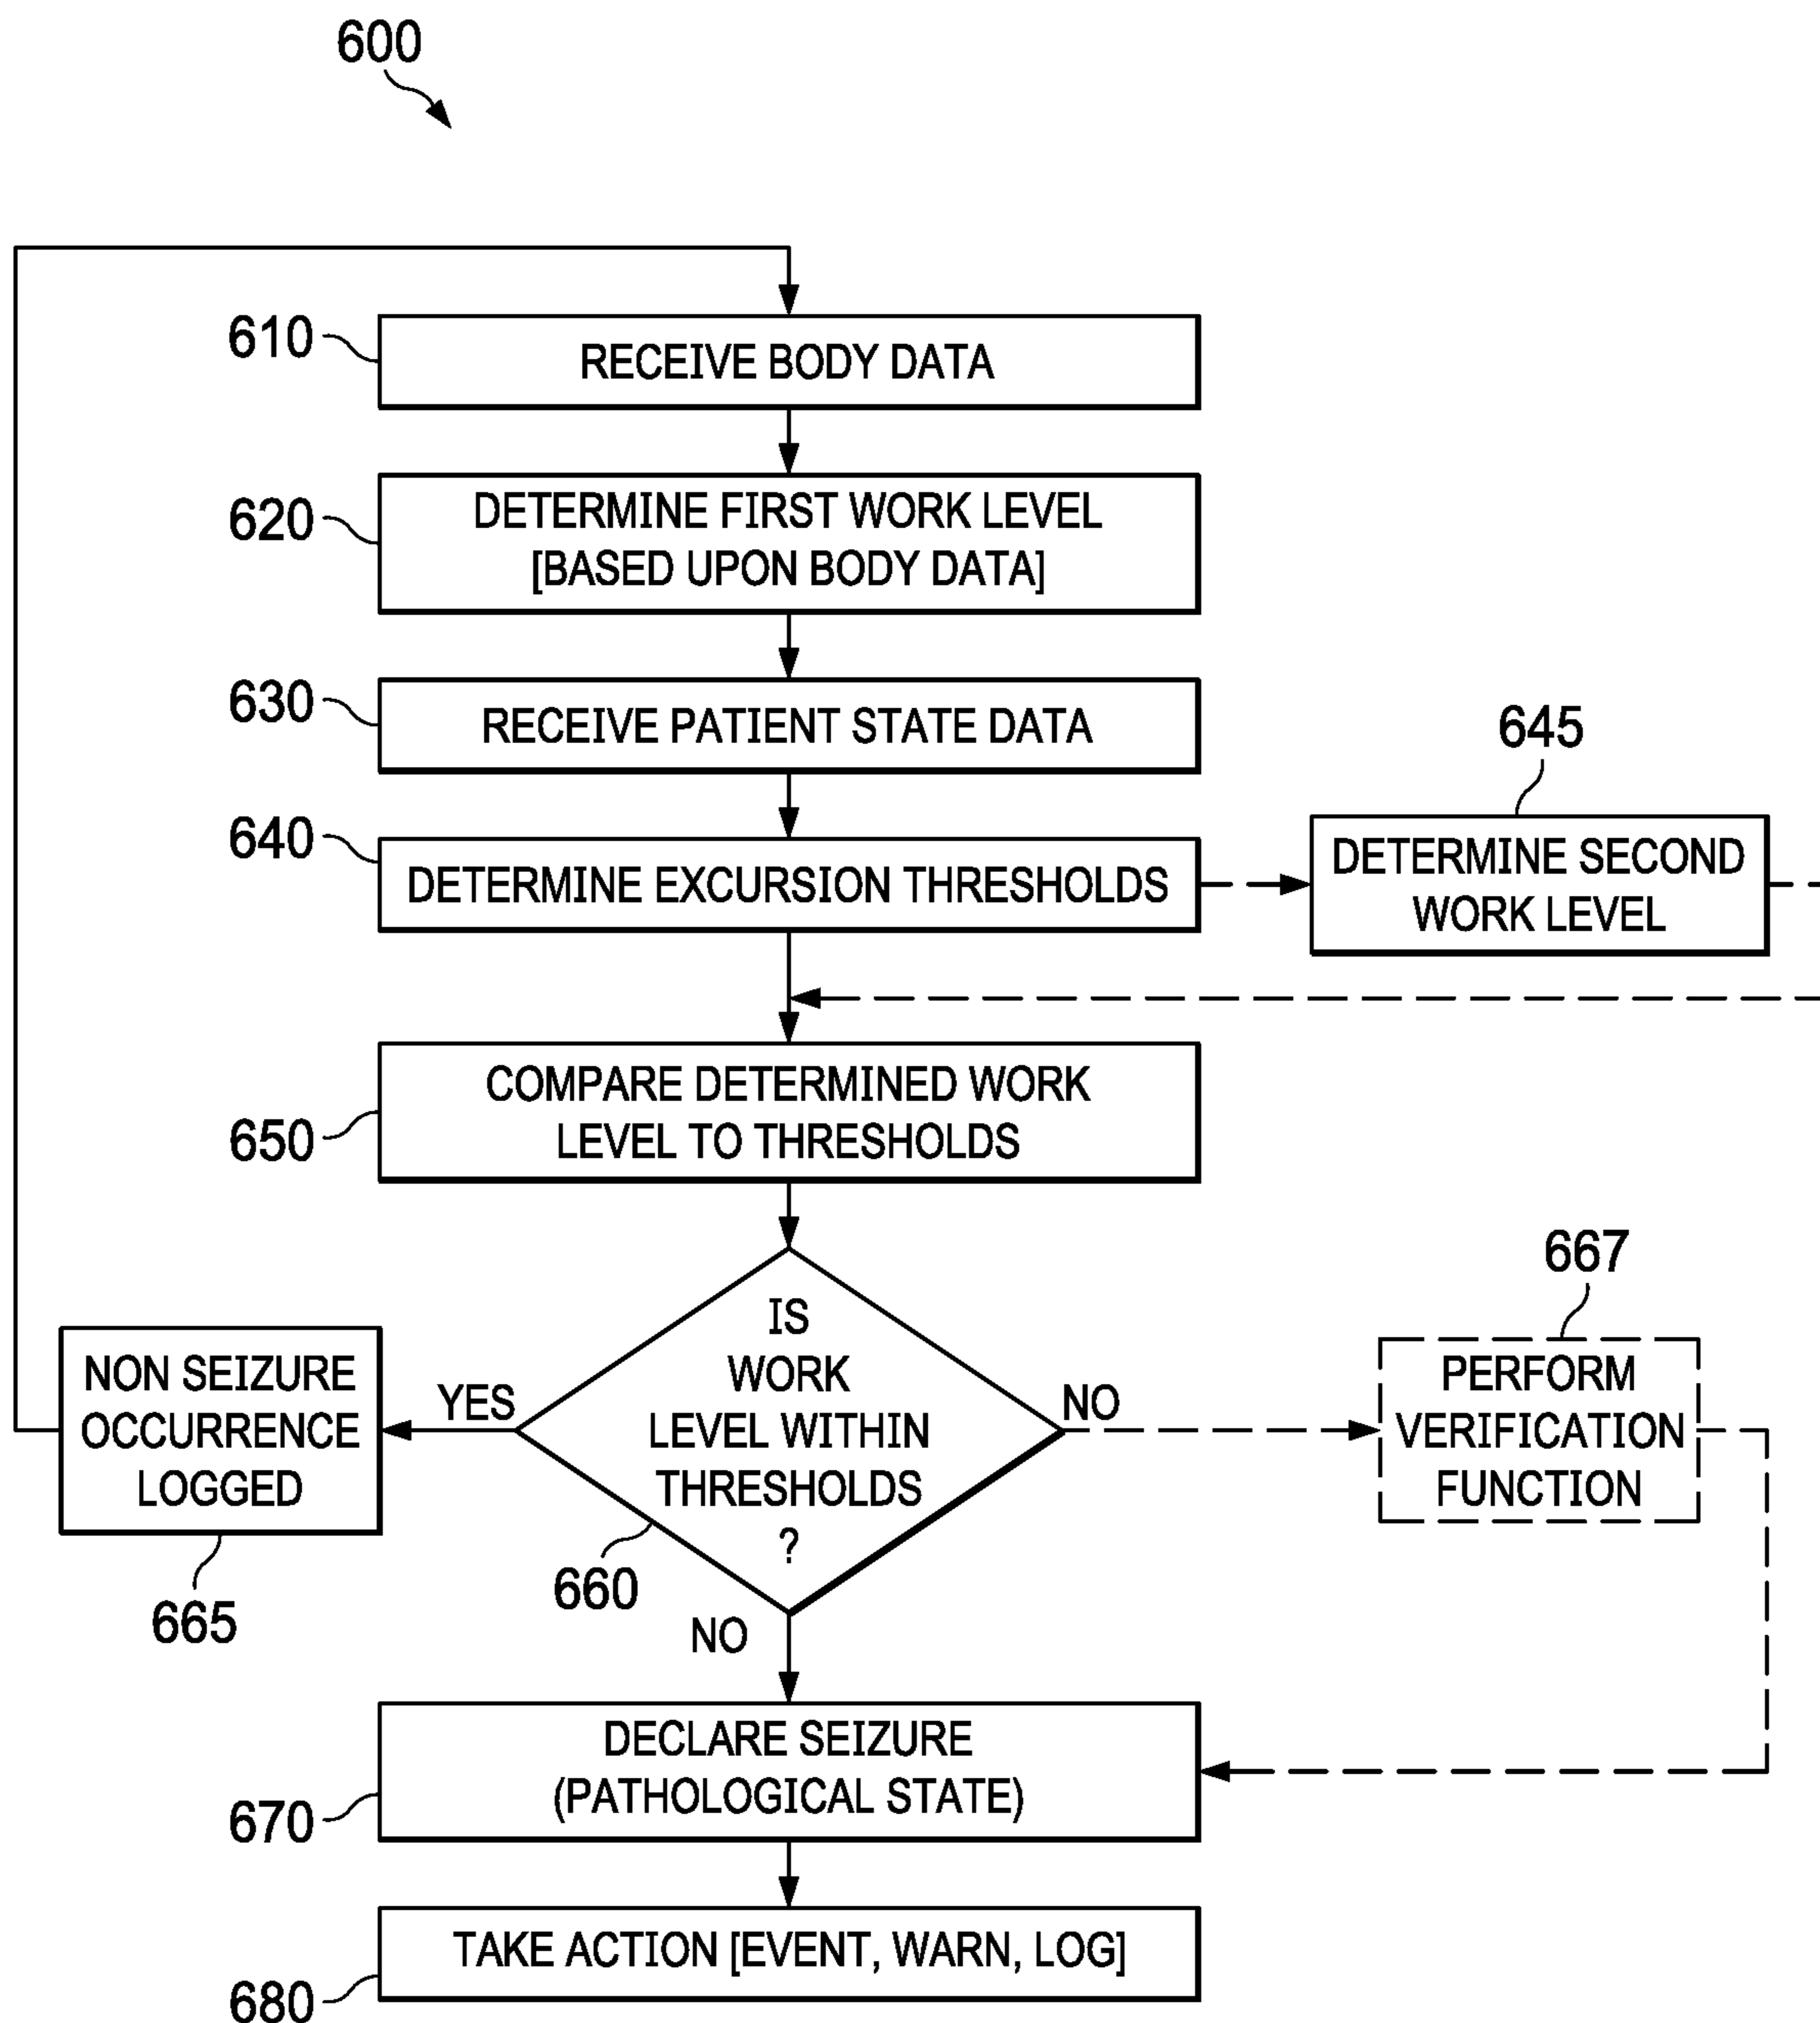 600
610
RECEIVE BODY DATA
620
DETERMINE FIRST WORK LEVEL
[BASED UPON BODY DATA]
630
RECEIVE PATIENT STATE DATA
640
DETERMINE EXCURSION THRESHOLDS
645
DETERMINE SECOND
WORK LEVEL
650
COMPARE DETERMINED WORK
LEVEL TO THRESHOLDS
660
IS
WORK
LEVEL WITHIN
THRESHOLDS
?
YES
NON SEIZURE
OCCURRENCE
LOGGED
665
NO
667
PERFORM
VERIFICATION
FUNCTION
NO
670
DECLARE SEIZURE
(PATHOLOGICAL STATE)
680
TAKE ACTION [EVENT, WARN, LOG]